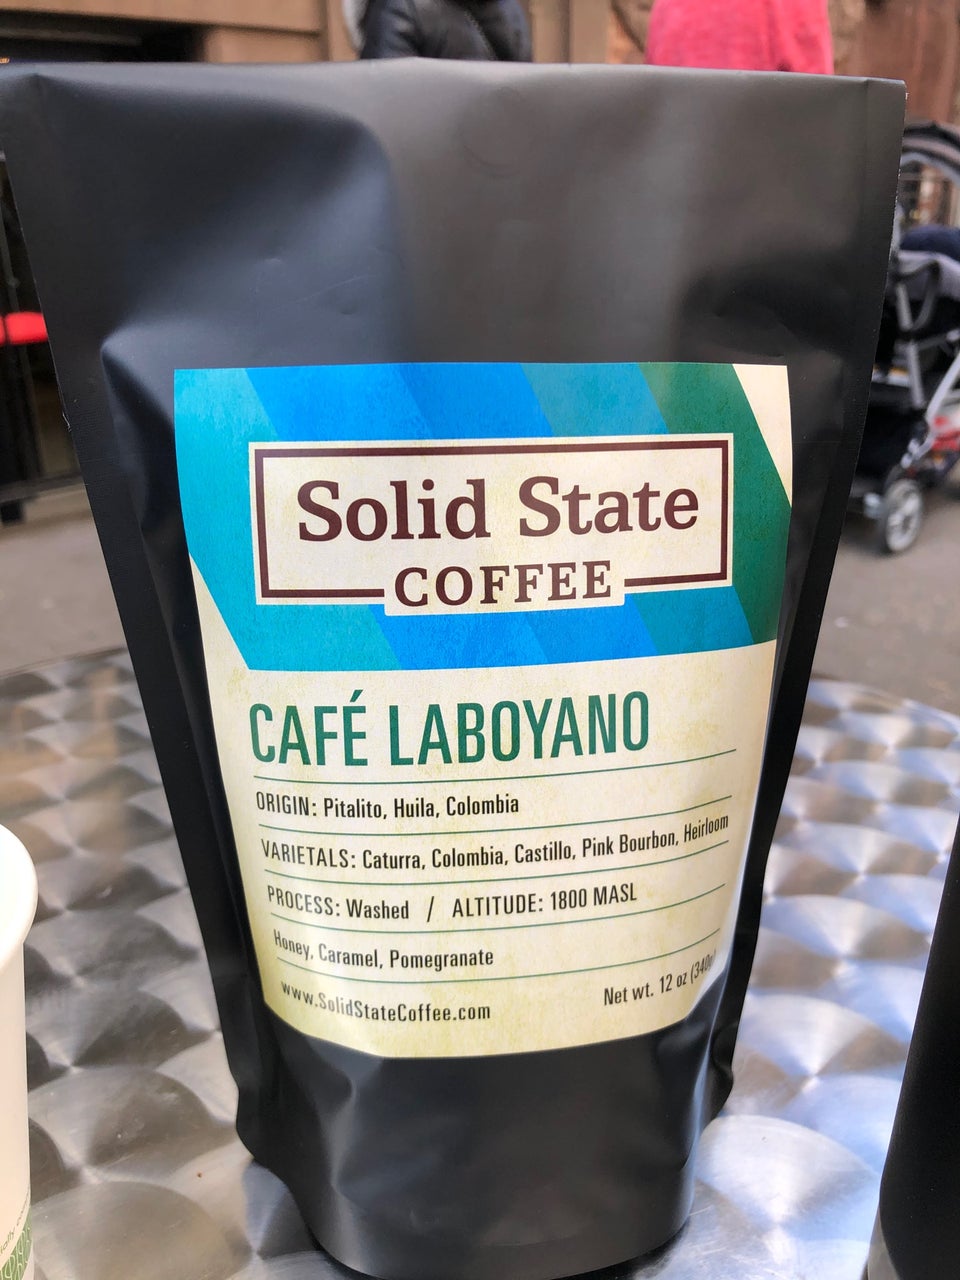 Solid State
COFFEE
CAFÉ LABOYANO
ORIGIN: Pitalito, Huila, Colombia
VARIETALS: Caturra, Colombia, Castillo, Pink Bourbon, Heirloom
PROCESS: Washed / ALTITUDE: 1800 MASL
Honey, Caramel, Pomegranate
www.SolidStateCoffee.com
Net wt. 12 oz (340g)